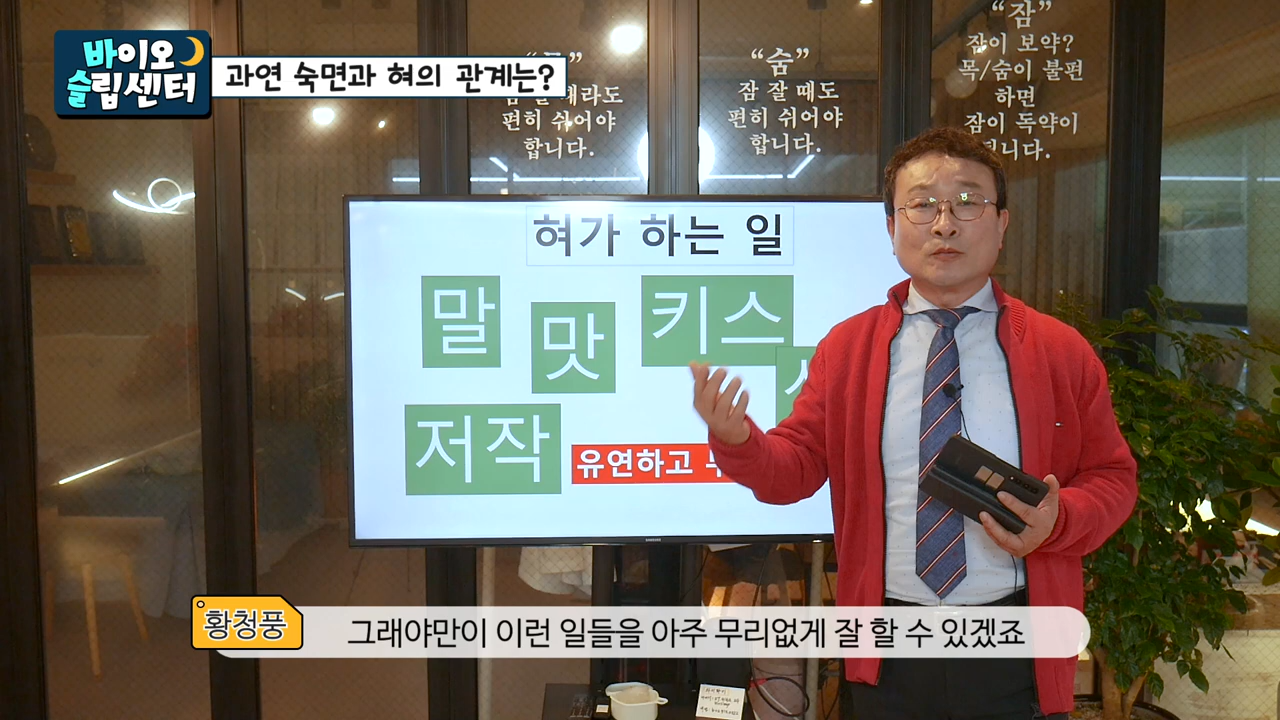 바이오
슬립센터
과연 숙면과 혀의 관계는?
편히 쉬어야
합니다.
“숨”
잠 잘 때도
편히 쉬어야
합니다.
“잠”
잠이 보약?
목/숨이 불편
하면
잠이 독약이
혀가 하는 일
말
맛
키스
저작
유연하고
SAMSUNG
황청풍
그래야만이 이런 일들을 아주 무리없게 잘 할 수 있겠죠